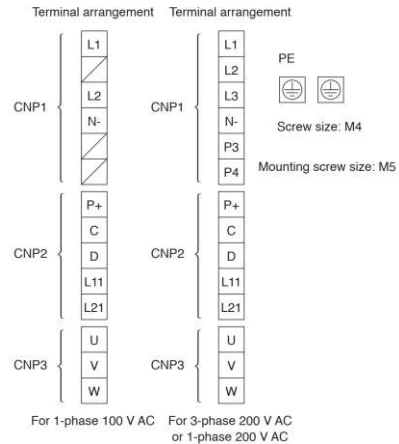 Terminal arrangement
CNP1
L1
L2
N-
CNP2
P+
C
D
L11
L21
CNP3
U
V
W
For 1-phase 100 V AC
Terminal arrangement
CNP1
L1
L2
L3
N-
P3
P4
CNP2
P+
C
D
L11
L21
CNP3
U
V
W
For 3-phase 200 V AC
or 1-phase 200 V AC
PE
Screw size: M4
Mounting screw size: M5